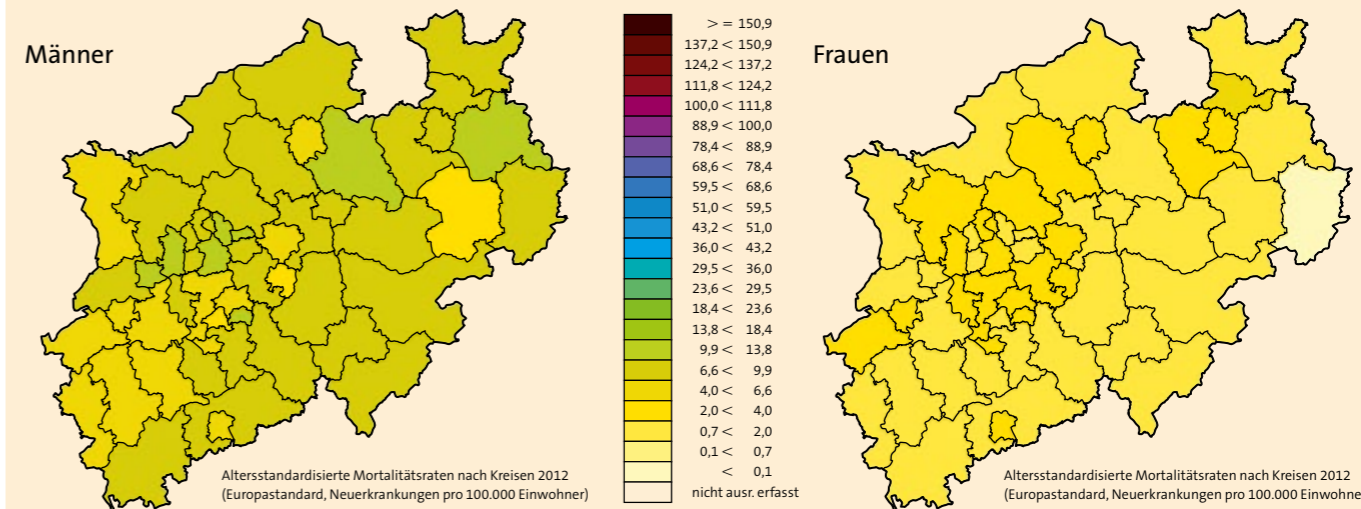 Männer
> = 150,9
137,2 < 150,9
124,2 < 137,2
111,8 < 124,2
100,0 < 111,8
88,9 < 100,0
78,4 < 88,9
68,6 < 78,4
59,5 < 68,6
51,0 < 59,5
43,2 < 51,0
36,0 < 43,2
29,5 < 36,0
23,6 < 29,5
18,4 < 23,6
13,8 < 18,4
9,9 < 13,8
6,6 < 9,9
4,0 < 6,6
2,0 < 4,0
0,7 < 2,0
0,1 < 0,7
< 0,1
nicht ausr. erfasst
Frauen
Altersstandardisierte Mortalitätsraten nach Kreisen 2012
(Europastandard, Neuerkrankungen pro 100.000 Einwohner)
Altersstandardisierte Mortalitätsraten nach Kreisen 2012
(Europastandard, Neuerkrankungen pro 100.000 Einwohne